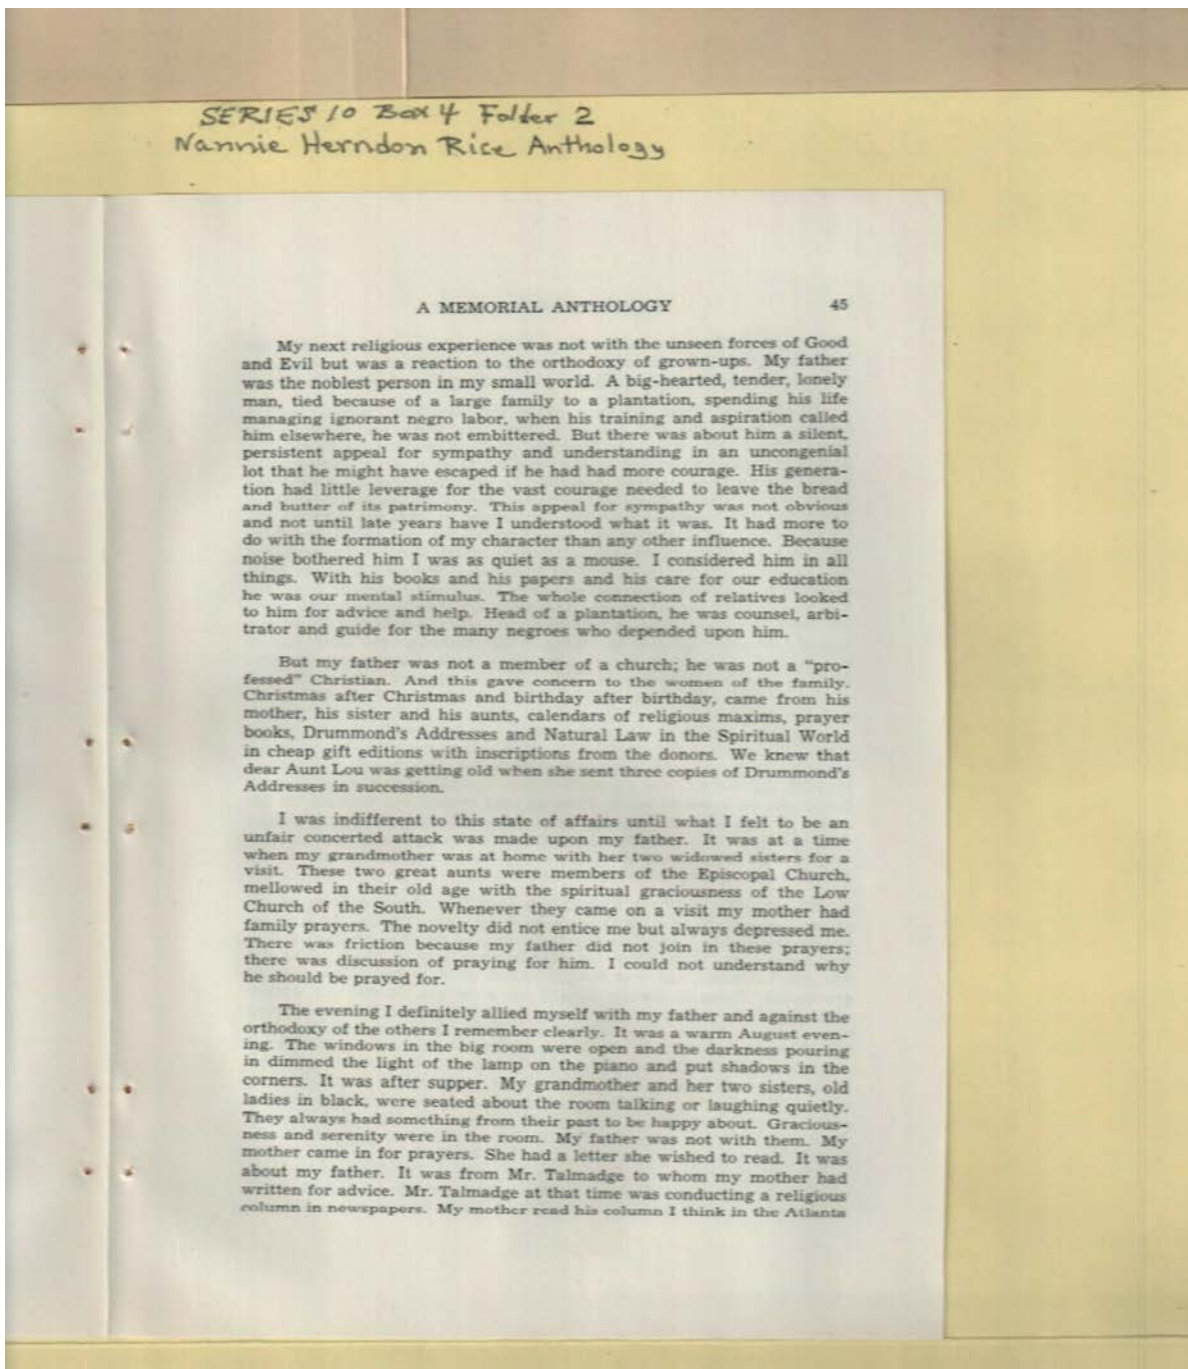 SERIES 10 Box 4 Folder 2
Nannie Herndon Rice Anthology
A MEMORIAL ANTHOLOGY 45
My next religious experience was not with the unseen forces of Good
and Evil but was a reaction to the orthodoxy of grown-ups. My father
was the noblest person in my small world. A big-hearted, tender, lonely
man, tied because of a large family to a plantation, spending his life
managing ignorant negro labor, when his training and aspiration called
him elsewhere, he was not embittered. But there was about him a silent,
persistent appeal for sympathy and understanding in an uncongenial
lot that he might have escaped if he had had more courage. His genera-
tion had little leverage for the vast courage needed to leave the bread
and butter of its patrimony. This appeal for sympathy was not obvious
and not until late years have I understood what it was. It had more to
do with the formation of my character than any other influence. Because
noise bothered him I was as quiet as a mouse. I considered him in all
things. With his books and his papers and his care for our education
he was our mental stimulus. The whole connection of relatives looked
to him for advice and help. Head of a plantation, he was counsel, arbi-
trator and guide for the many negroes who depended upon him.
But my father was not a member of a church; he was not a "pro-
fessed" Christian. And this gave concern to the women of the family.
Christmas after Christmas and birthday after birthday, came from his
mother, his sister and his aunts, calendars of religious maxims, prayer
books, Drummond's Addresses and Natural Law in the Spiritual World
in cheap gift editions with inscriptions from the donors. We knew that
dear Aunt Lou was getting old when she sent three copies of Drummond's
Addresses in succession.
I was indifferent to this state of affairs until what I felt to be an
unfair concerted attack was made upon my father. It was at a time
when my grandmother was at home with her two widowed sisters for a
visit. These two great aunts were members of the Episcopal Church,
mellowed in their old age with the spiritual graciousness of the Low
Church of the South. Whenever they came on a visit my mother had
family prayers. The novelty did not entice me but always depressed me.
There was friction because my father did not join in these prayers;
there was discussion of praying for him. I could not understand why
he should be prayed for.
The evening I definitely allied myself with my father and against the
orthodoxy of the others I remember clearly. It was a warm August even-
ing. The windows in the big room were open and the darkness pouring
in dimmed the light of the lamp on the piano and put shadows in the
corners. It was after supper. My grandmother and her two sisters, old
ladies in black, were seated about the room talking or laughing quietly.
They always had something from their past to be happy about. Gracious-
ness and serenity were in the room. My father was not with them. My
mother came in for prayers. She had a letter she wished to read. It was
about my father. It was from Mr. Talmadge to whom my mother had
written for advice. Mr. Talmadge at that time was conducting a religious
column in newspapers. My mother read his column I think in the Atlanta